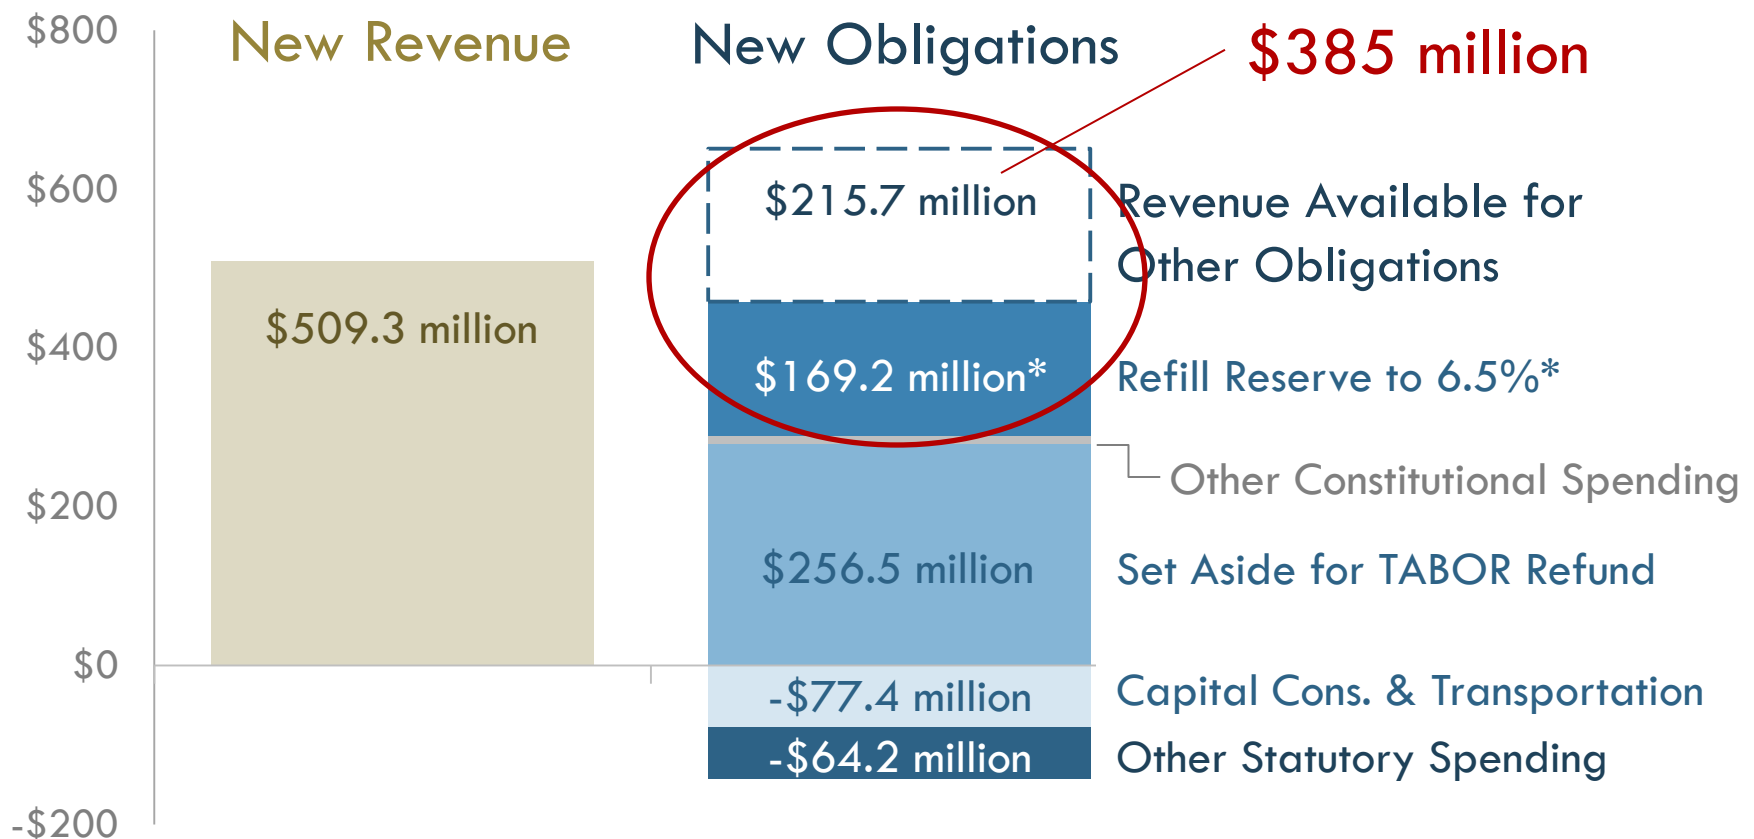 New Revenue
New Obligations
$385 million
$800
$600
$400
$200
$0
-$200
$509.3 million
$215.7 million
Revenue Available for
Other Obligations
$169.2 million*
Refill Reserve to 6.5%*
Other Constitutional Spending
$256.5 million
Set Aside for TABOR Refund
-$77.4 million
Capital Cons. & Transportation
-$64.2 million
Other Statutory Spending